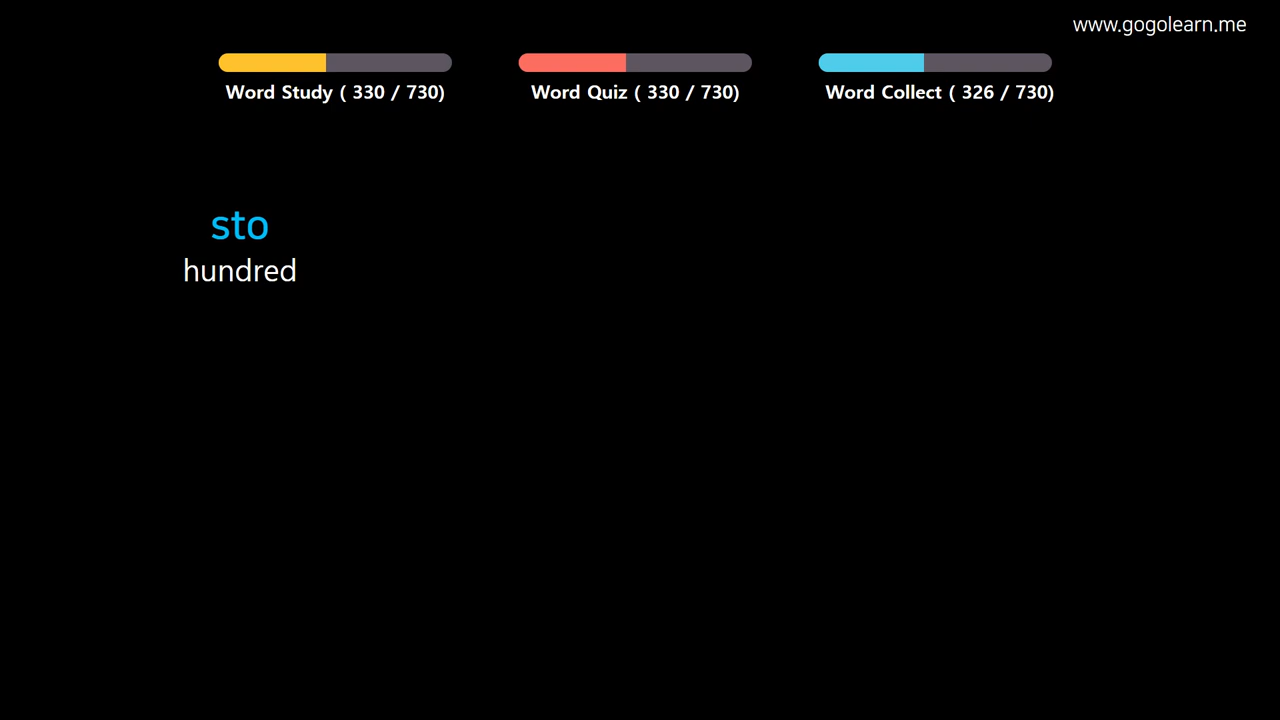 www.gogolearn.me
Word Study ( 330 / 730)
Word Quiz ( 330 / 730)
Word Collect ( 326 / 730)
sto
hundred